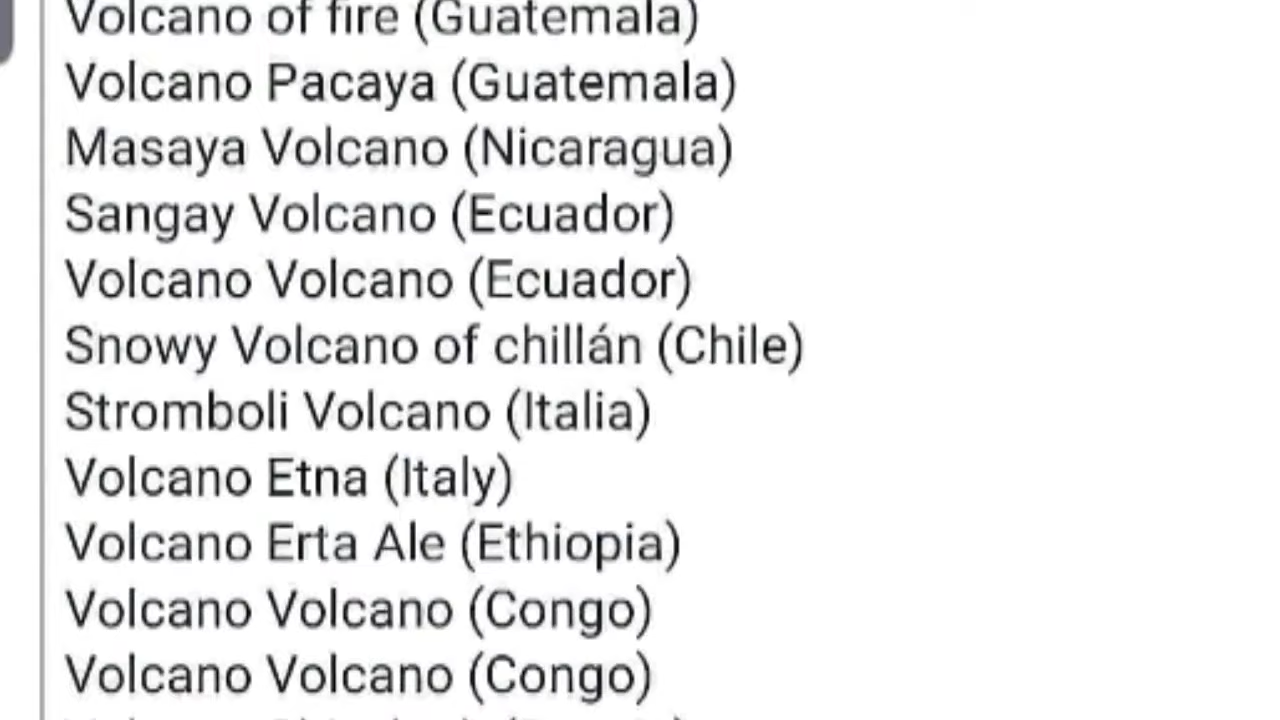 Volcano of fire (Guatemala)
Volcano Pacaya (Guatemala)
Masaya Volcano (Nicaragua)
Sangay Volcano (Ecuador)
Volcano Volcano (Ecuador)
Snowy Volcano of chillán (Chile)
Stromboli Volcano (Italia)
Volcano Etna (Italy)
Volcano Erta Ale (Ethiopia)
Volcano Volcano (Congo)
Volcano Volcano (Congo)